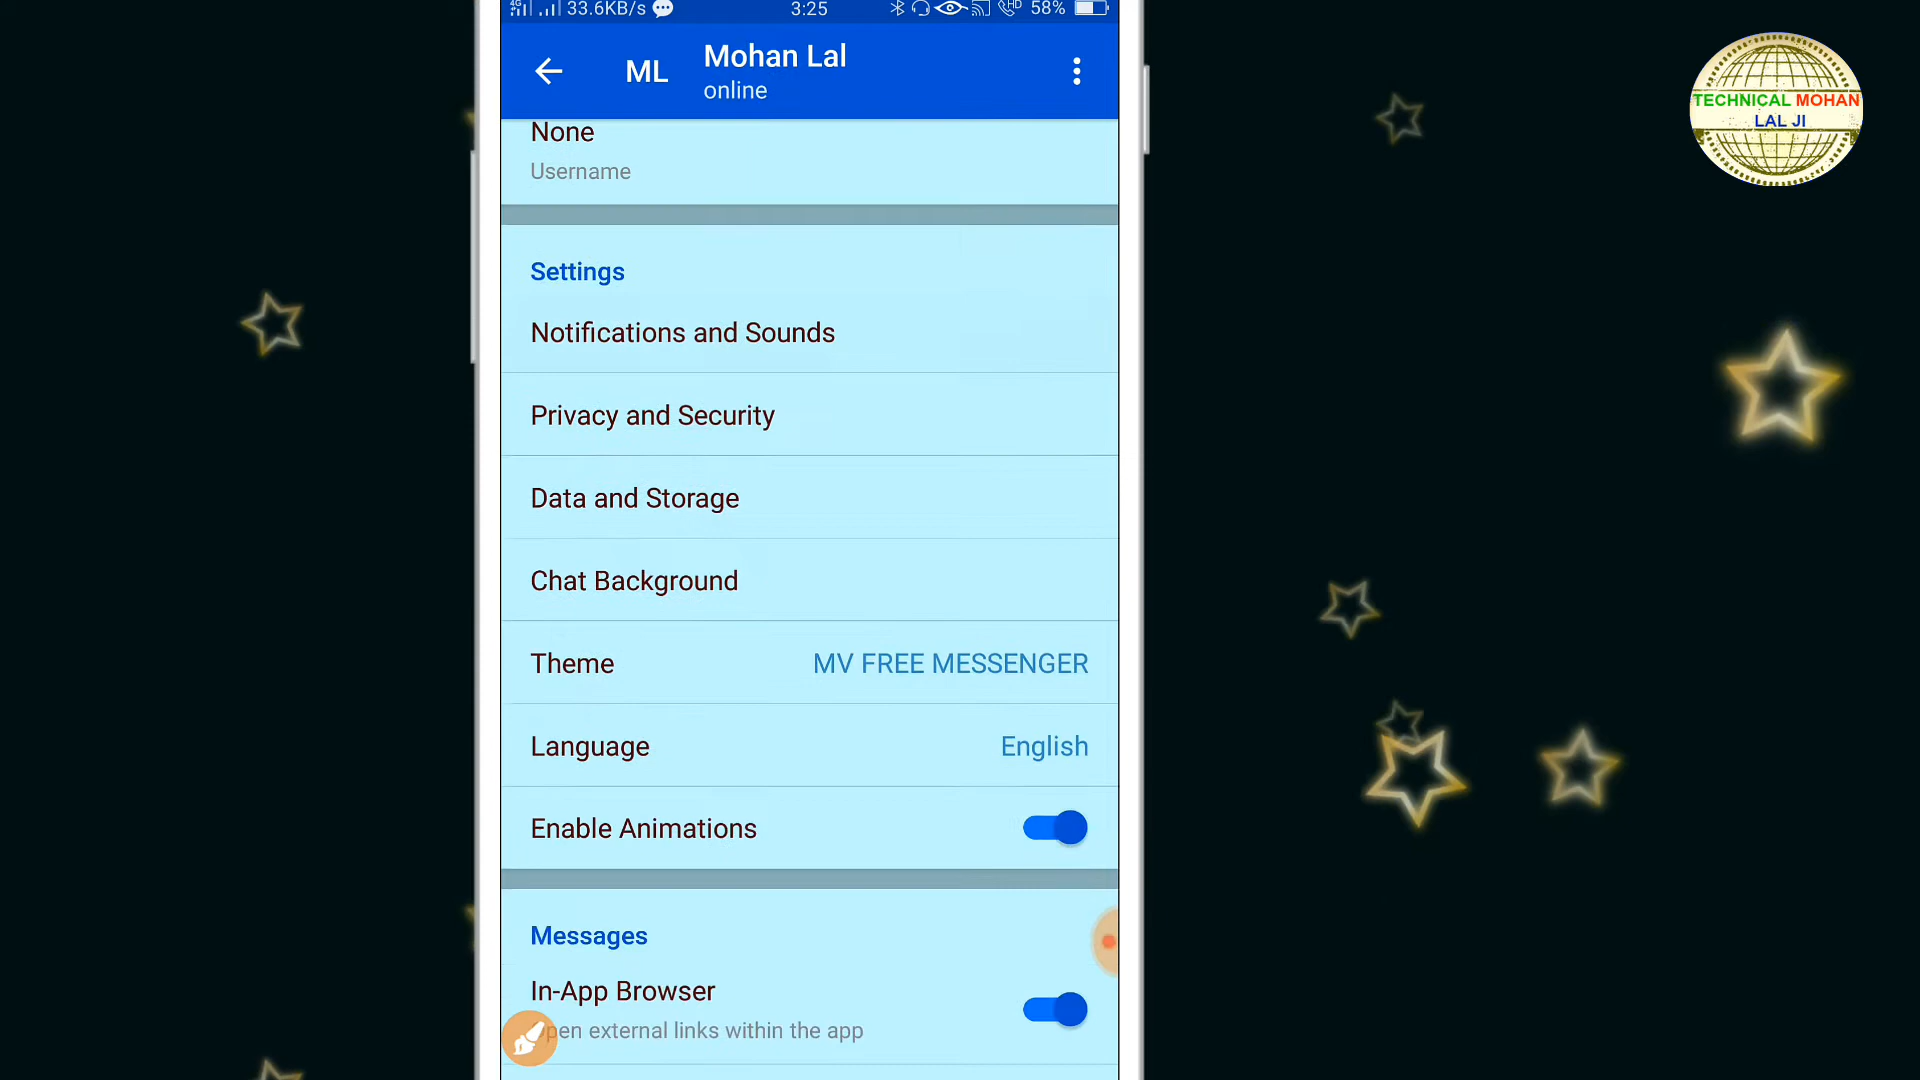 33.6KB/s 3:25 HD 58%
ML Mohan Lal
online
None
Username
Settings
Notifications and Sounds
Privacy and Security
Data and Storage
Chat Background
Theme MV FREE MESSENGER
Language English
Enable Animations
Messages
In-App Browser
pen external links within the app
TECHNICAL MOHAN
LAL JI